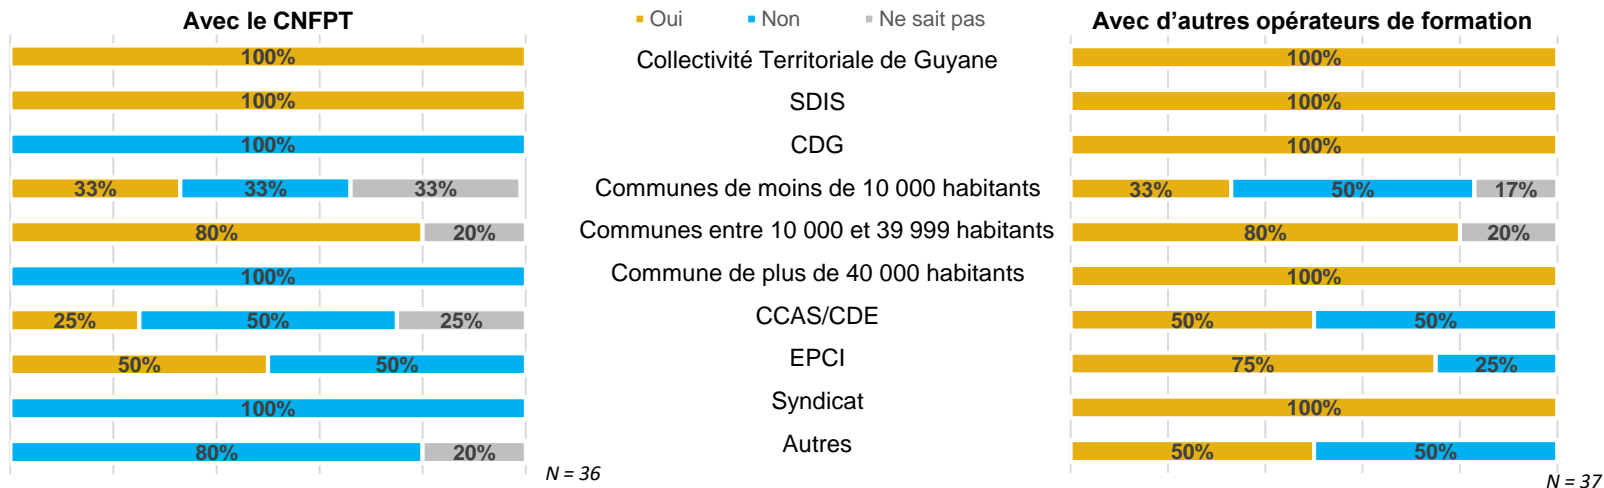 Avec le CNFPT
Oui Non Ne sait pas
Avec d'autres opérateurs de formation
100% Collectivité Territoriale de Guyane 100%
100% SDIS 100%
100% CDG 100%
33% 33% 33% Communes de moins de 10 000 habitants 33% 50% 17%
80% 20% Communes entre 10 000 et 39 999 habitants 80% 20%
100% Commune de plus de 40 000 habitants 100%
25% 50% 25% CCAS/CDE 50% 50%
50% 50% EPCI 75% 25%
100% Syndicat 100%
80% 20% Autres 50% 50%
N = 36
N = 37